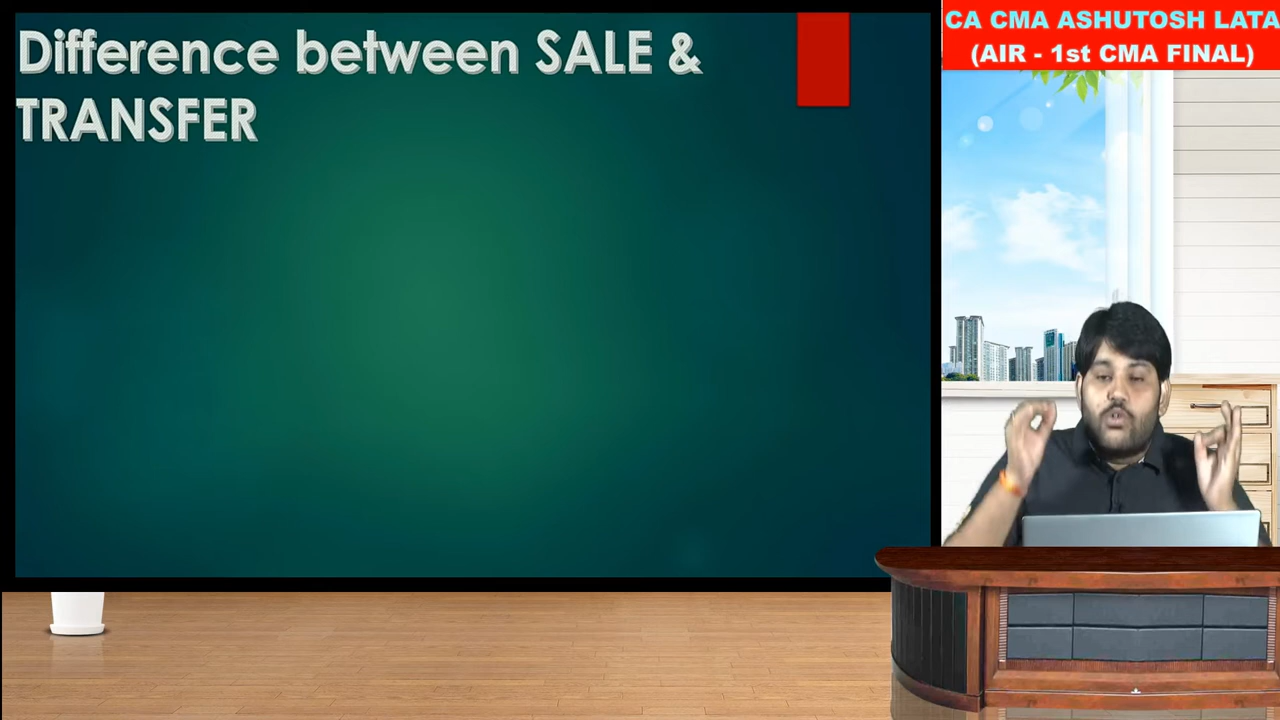 Difference between SALE &
TRANSFER
CA CMA ASHUTOSH LATA
(AIR - 1st CMA FINAL)